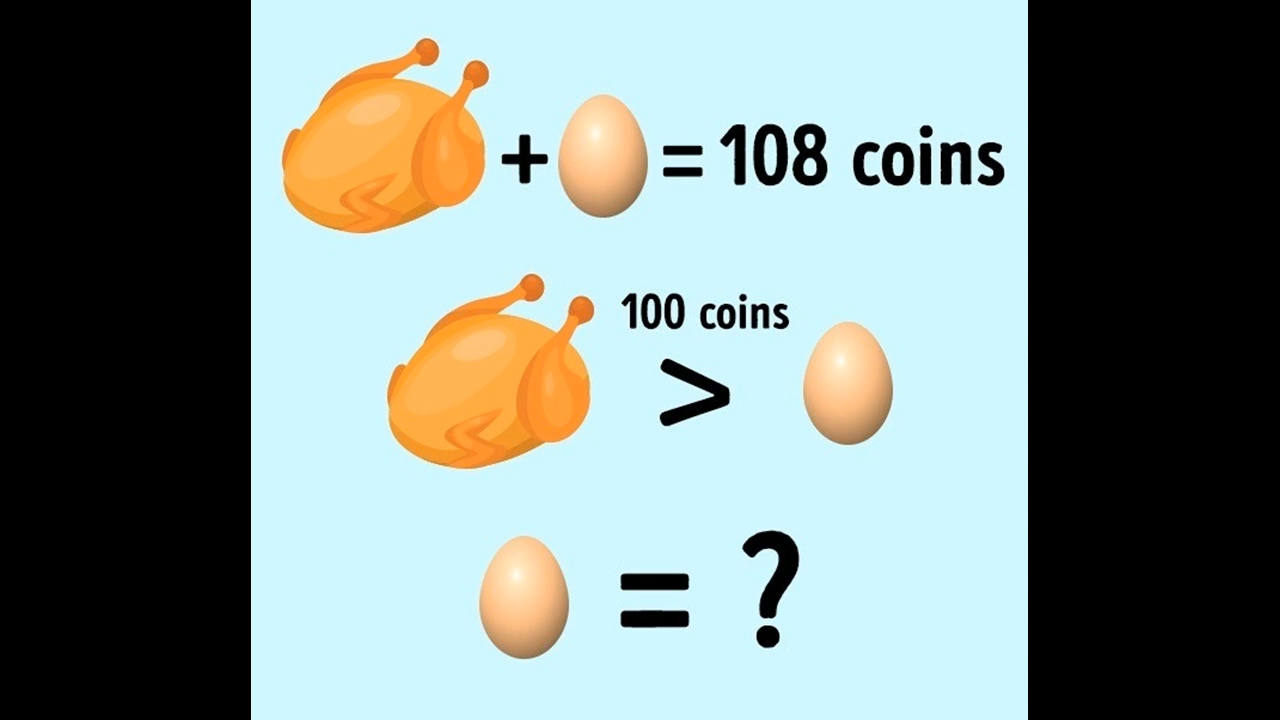 + = 108 coins
100 coins
>
= ?